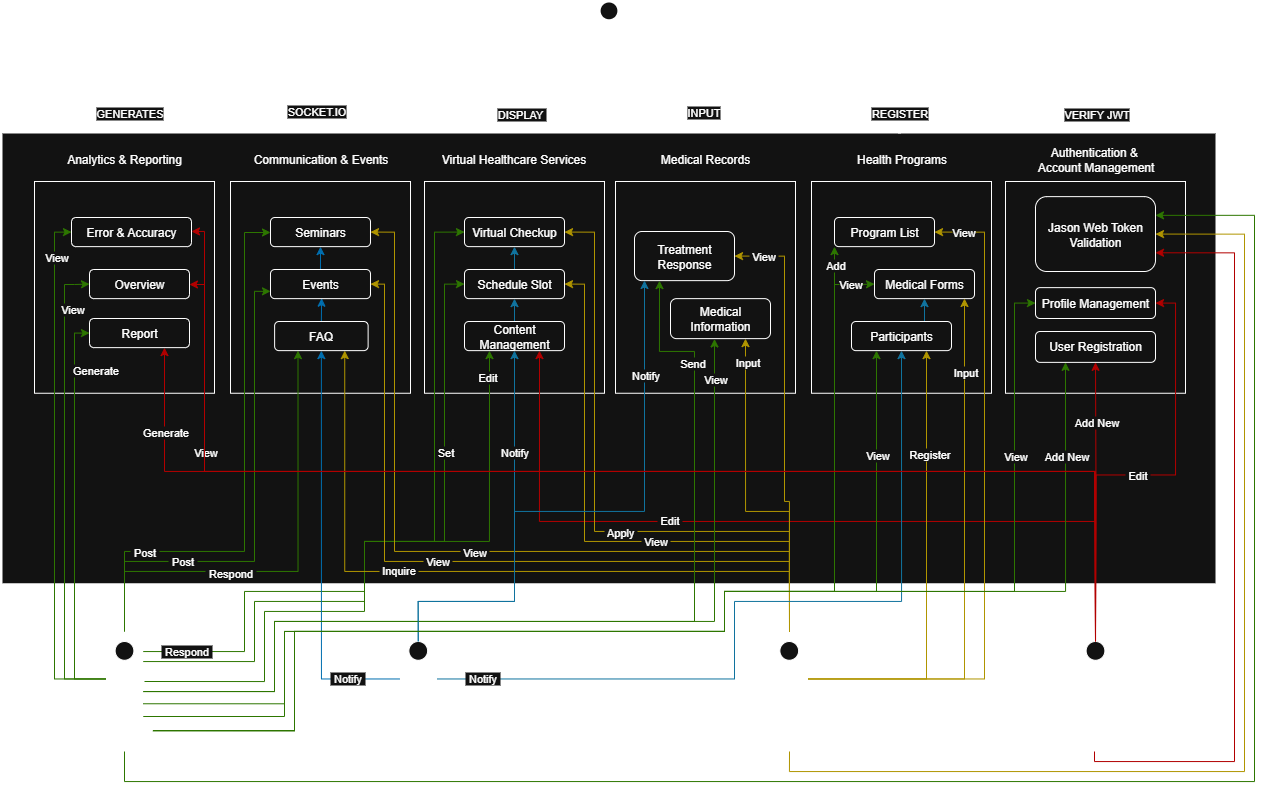 GENERATES
SOCKET.IO
DISPLAY
INPUT
REGISTER
VERIFY JWT
Analytics & Reporting
Communication & Events
Virtual Healthcare Services
Medical Records
Health Programs
Authentication &
Account Management
Error & Accuracy
Overview
Report
View
View
Generate
Generate
View
Seminars
Events
FAQ
Virtual Checkup
Schedule Slot
Content
Management
Edit
Set
Notify
Treatment
Response
Medical
Information
View
Notify
Send
View
Input
Program List
Medical Forms
Participants
View
Add
View
Input
View
Register
Jason Web Token
Validation
Profile Management
User Registration
Add New
View
Add New
Edit
Edit
Apply
View
Post
Post
Respond
View
View
Inquire
Respond
Notify
Notify